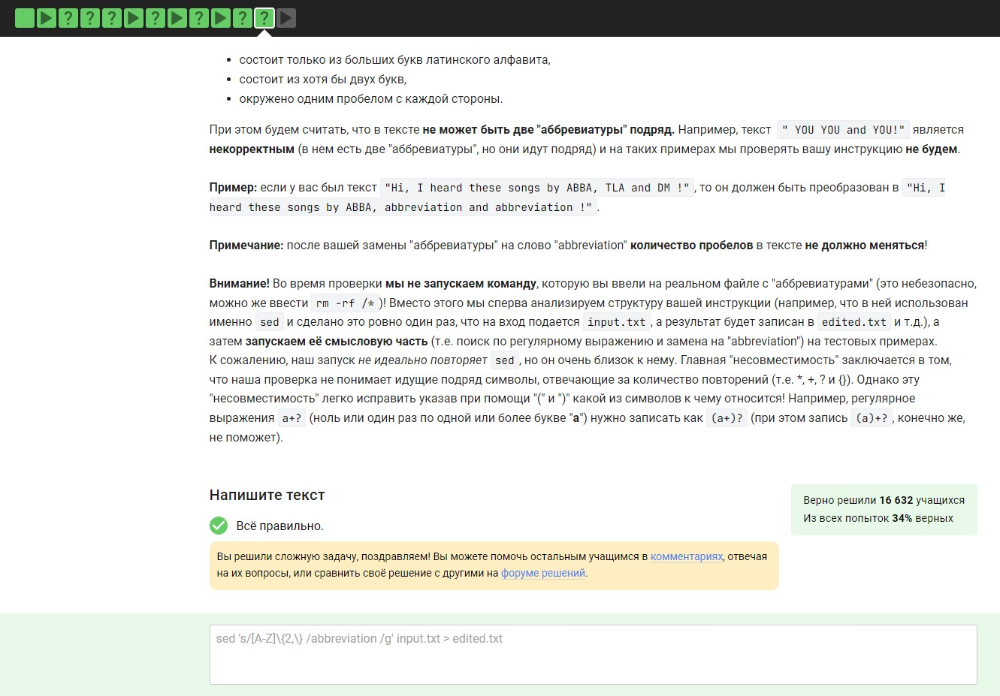 ? ? ? ? ? ? ?
состоит только из больших букв латинского алфавита,
состоит из хотя бы двух букв,
окружено одним пробелом с каждой стороны.
При этом будем считать, что в тексте не может быть две "аббревиатуры" подряд. Например, текст " YOU YOU and YOU!" является
некорректным (в нем есть две "аббревиатуры", но они идут подряд) и на таких примерах мы проверять вашу инструкцию не будем.
Пример: если у вас был текст "Hi, I heard these songs by ABBA, TLA and DM !", то он должен быть преобразован в "Hi, I
heard these songs by ABBA, abbreviation and abbreviation !".
Примечание: после вашей замены "аббревиатуры" на слово "abbreviation" количество пробелов в тексте не должно меняться!
Внимание! Во время проверки мы не запускаем команду, которую вы ввели на реальном файле с "аббревиатурами" (это небезопасно,
можно же ввести rm -rf /*)! Вместо этого мы сперва анализируем структуру вашей инструкции (например, что в ней использован
именно sed и сделано это ровно один раз, что на вход подается input.txt, а результат будет записан в edited.txt и т.д.), а
затем запускаем её смысловую часть (т.е. поиск по регулярному выражению и замена на "abbreviation") на тестовых примерах.
К сожалению, наш запуск не идеально повторяет sed, но он очень близок к нему. Главная "несовместимость" заключается в том,
что наша проверка не понимает идущие подряд символы, отвечающие за количество повторений (т.е. *, +, ? и {}). Однако эту
"несовместимость" легко исправить указав при помощи "(" и ")" какой из символов к чему относится! Например, регулярное
выражения a+? (ноль или один раз по одной или более букве "a") нужно записать как (a+)? (при этом запись (a)+?, конечно же,
не поможет).
Напишите текст
Верно решили 16 632 учащихся
Из всех попыток 34% верных
Всё правильно.
Вы решили сложную задачу, поздравляем! Вы можете помочь остальным учащимся в комментариях, отвечая
на их вопросы, или сравнить своё решение с другими на форуме решений.
sed 's/[A-Z]\{2,\} /abbreviation /g' input.txt > edited.txt